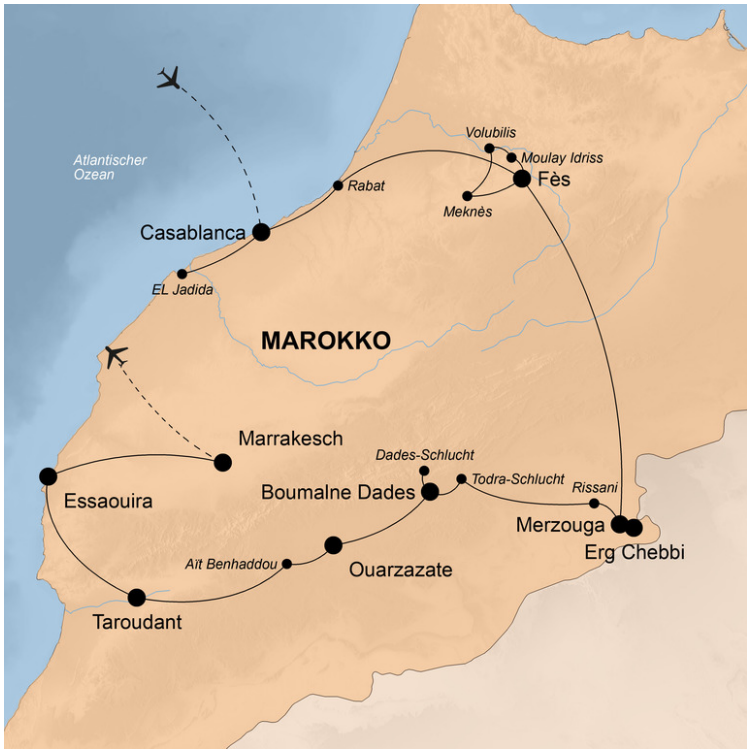 Atlantischer
Ozean
Volubilis
Moulay Idriss
Fès
Rabat
Meknès
Casablanca
EL Jadida
MAROKKO
Marrakesch
Dades-Schlucht
Todra-Schlucht
Essaouira
Boumalne Dades
Rissani
Merzouga
Erg Chebbi
Aït Benhaddou
Ouarzazate
Taroudant